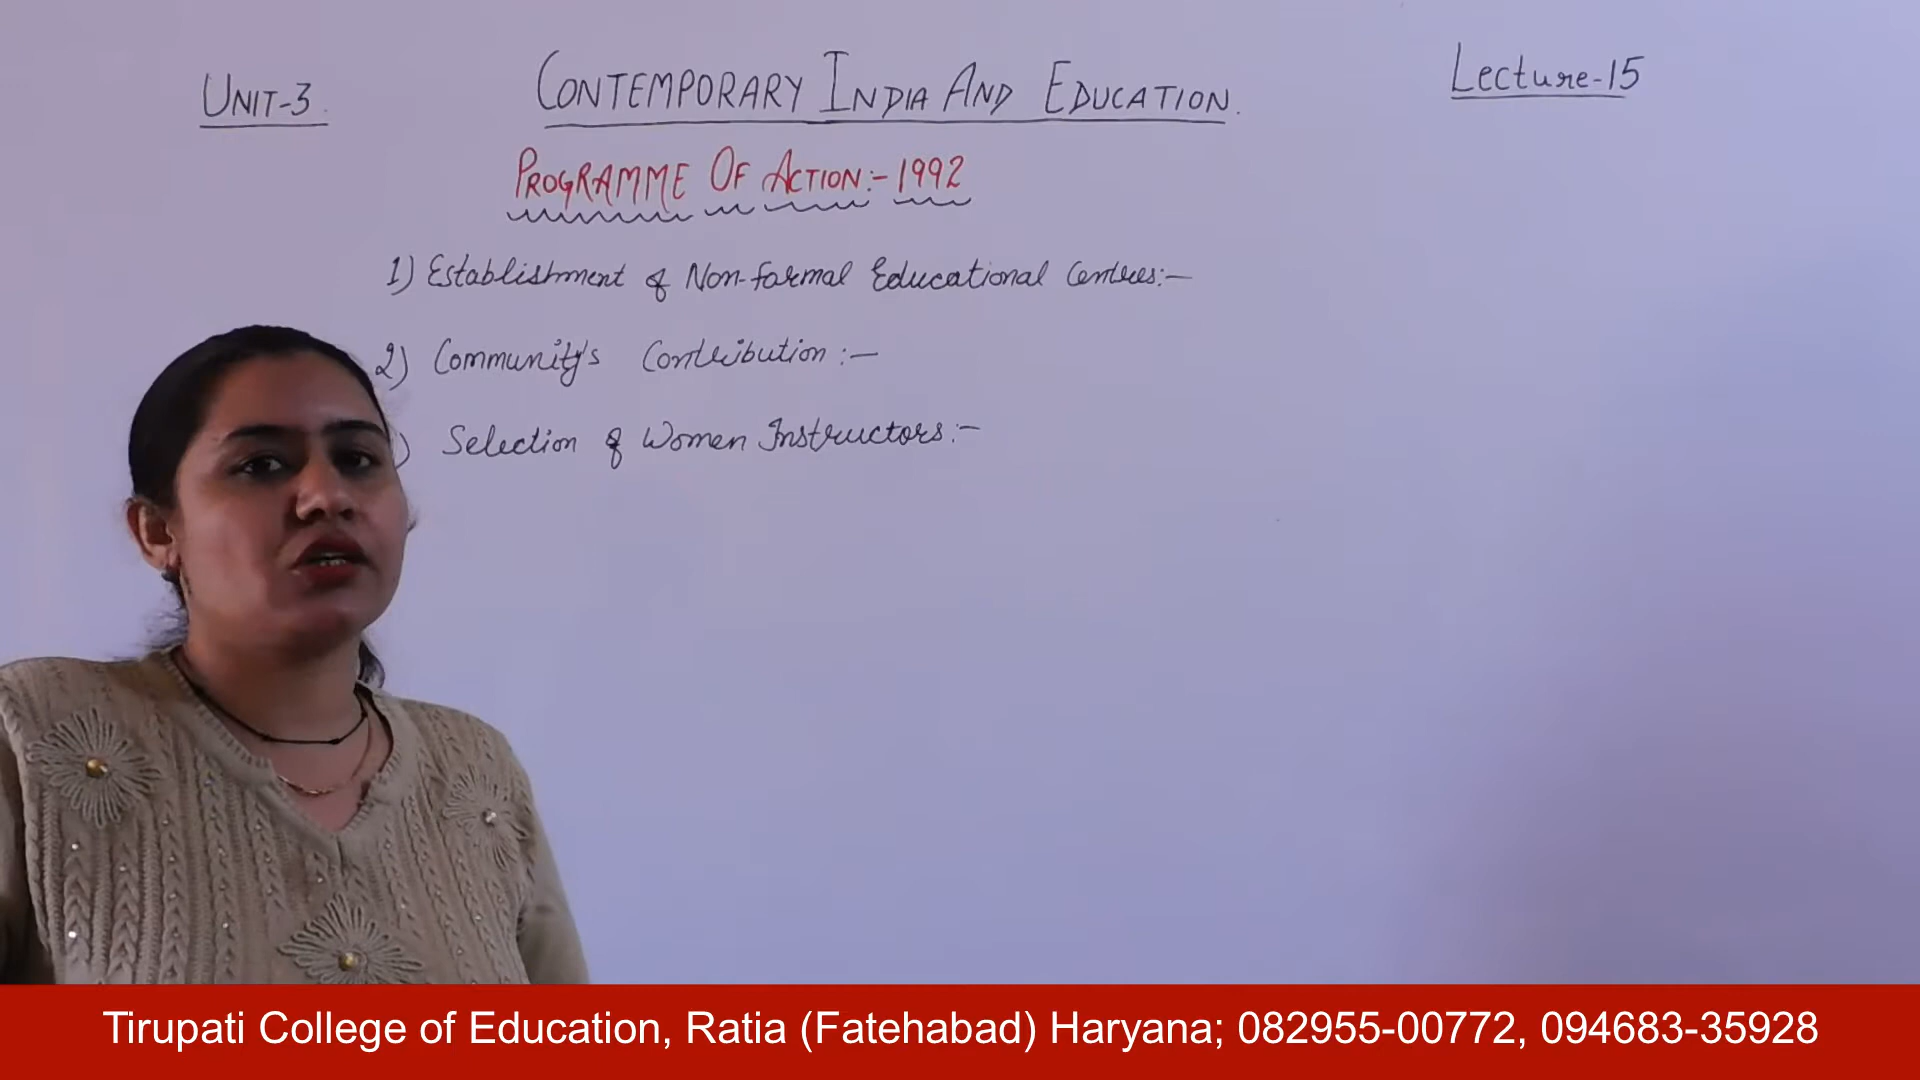 UNIT-3.
CONTEMPORARY INDIA AND EDUCATION.
Lecture-15
PROGRAMME OF ACTION:- 1992
1) Establishment of Non-formal Educational Centres:-
2) Community's Contribution :-
) Selection of Women Instructors:-
Tirupati College of Education, Ratia (Fatehabad) Haryana; 082955-00772, 094683-35928